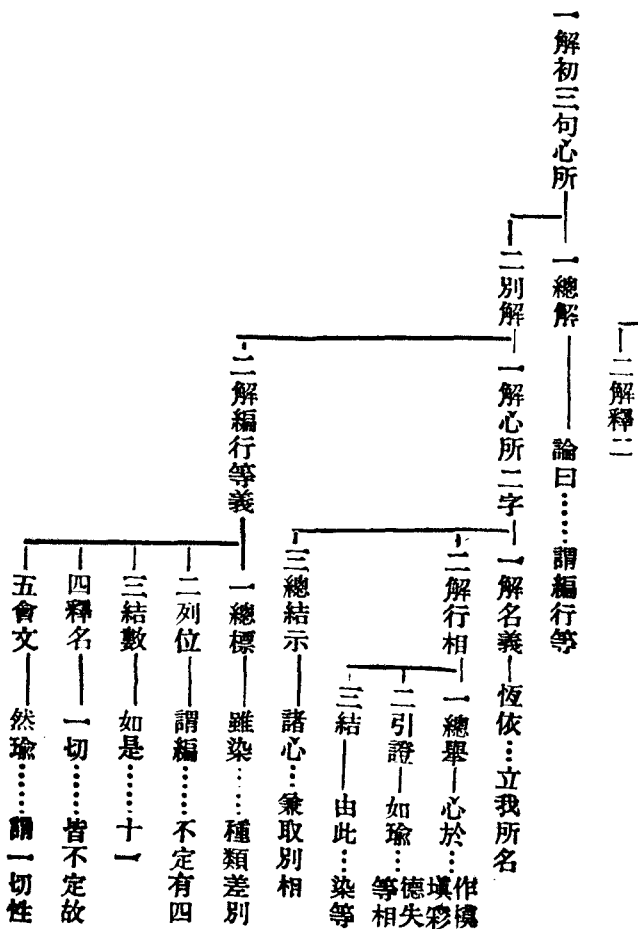 二解釋二
一解初三句心所
一總解
論曰……謂編行等
二別解
一解心所二字
一解名義
恆依…立我所名
二解行相
一總舉
心於…作模填彩
二引證
如瑜…德失等相
三結
由此…染等
三總結示
諸心…兼取別相
二解編行等義
一總標
雖染……種類差別
二列位
謂編……不定有四
三結數
如是……十一
四釋名
一切……皆不定故
五會文
然瑜……謂一切性